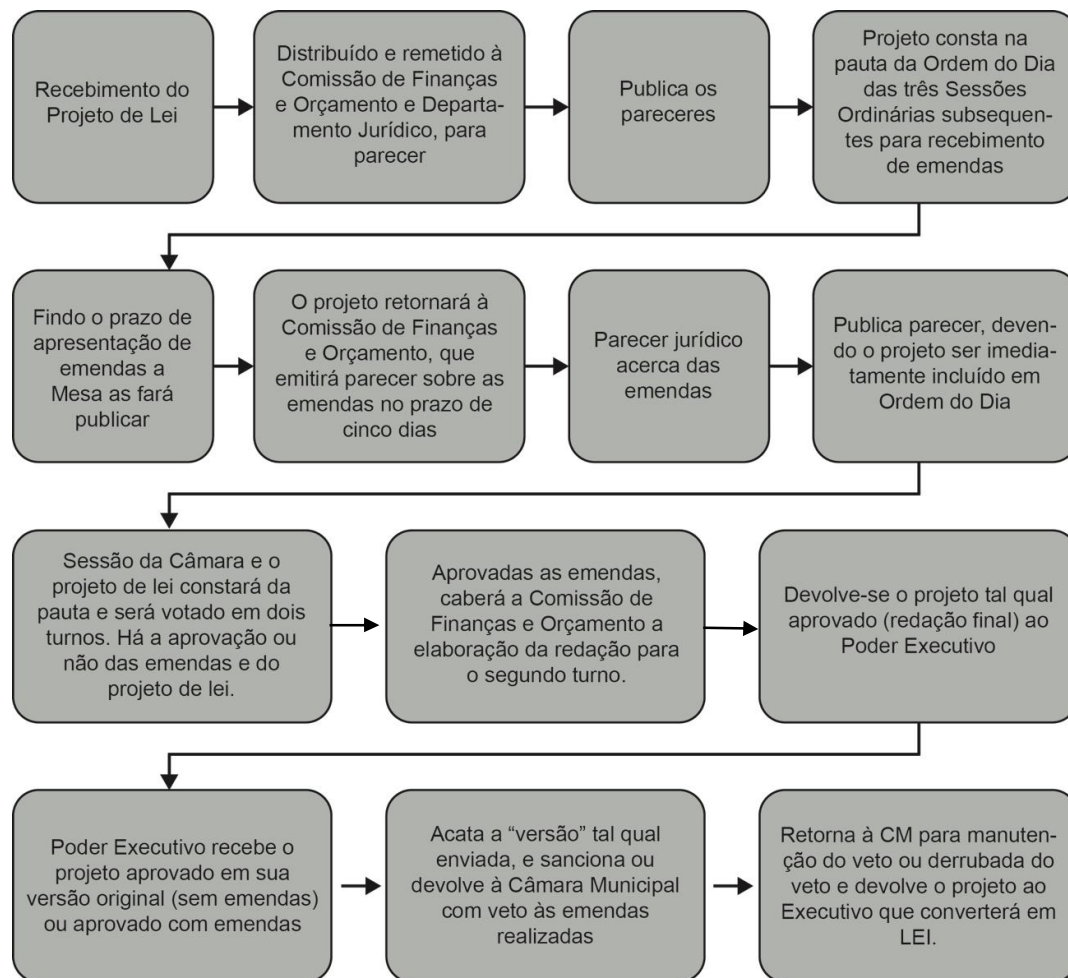 Recebimento do
Projeto de Lei
Distribuído e remetido à
Comissão de Finanças
e Orçamento e Departa-
mento Jurídico, para
parecer
Publica os
pareceres
Projeto consta na
pauta da Ordem do Dia
das três Sessões
Ordinárias subsequen-
tes para recebimento
de emendas
Findo o prazo de
apresentação de
emendas a
Mesa as fará
publicar
O projeto retornará à
Comissão de Finanças
e Orçamento, que
emitirá parecer sobre as
emendas no prazo de
cinco dias
Parecer jurídico
acerca das
emendas
Publica parecer, deven-
do o projeto ser imedia-
tamente incluído em
Ordem do Dia
Sessão da Câmara e o
projeto de lei constará da
pauta e será votado em dois
turnos. Há a aprovação ou
não das emendas e do
projeto de lei.
Aprovadas as emendas,
caberá a Comissão de
Finanças e Orçamento a
elaboração da redação para
o segundo turno.
Devolve-se o projeto tal qual
aprovado (redação final) ao
Poder Executivo
Poder Executivo recebe o
projeto aprovado em sua
versão original (sem emendas)
ou aprovado com emendas
Acata a “versão” tal qual
enviada, e sanciona ou
devolve à Câmara Municipal
com veto às emendas
realizadas
Retorna à CM para manuten-
ção do veto ou derrubada do
veto e devolve o projeto ao
Executivo que converterá em
LEI.